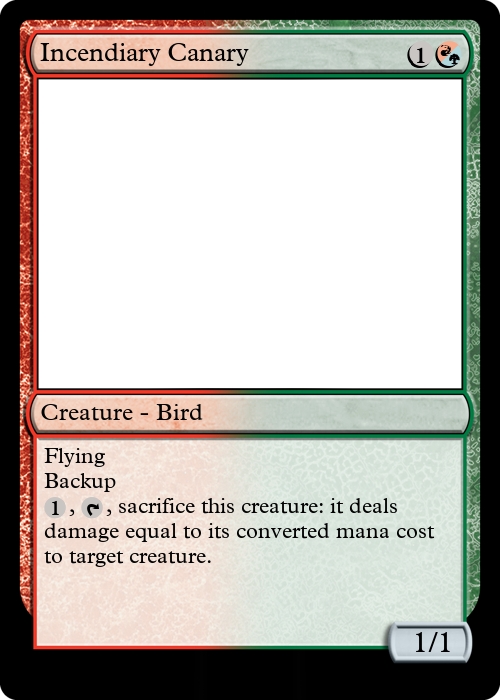 Incendiary Canary 1
Creature - Bird
Flying
Backup
1, , sacrifice this creature: it deals
damage equal to its converted mana cost
to target creature.
1/1